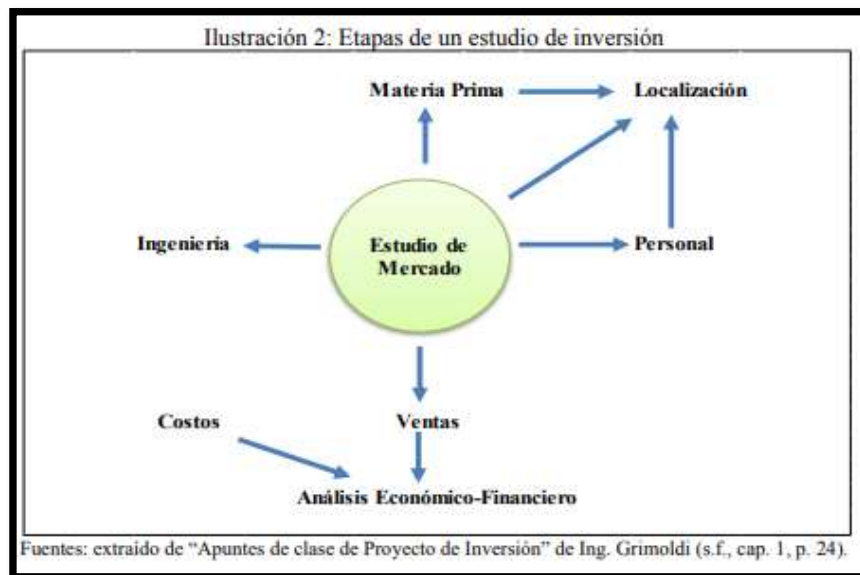 Ilustración 2: Etapas de un estudio de inversión
Materia Prima
Localización
Ingeniería
Estudio de
Mercado
Personal
Costos
Ventas
Análisis Económico-Financiero
Fuentes: extraído de “Apuntes de clase de Proyecto de Inversión” de Ing. Grimoldi (s.f., cap. 1, p. 24).